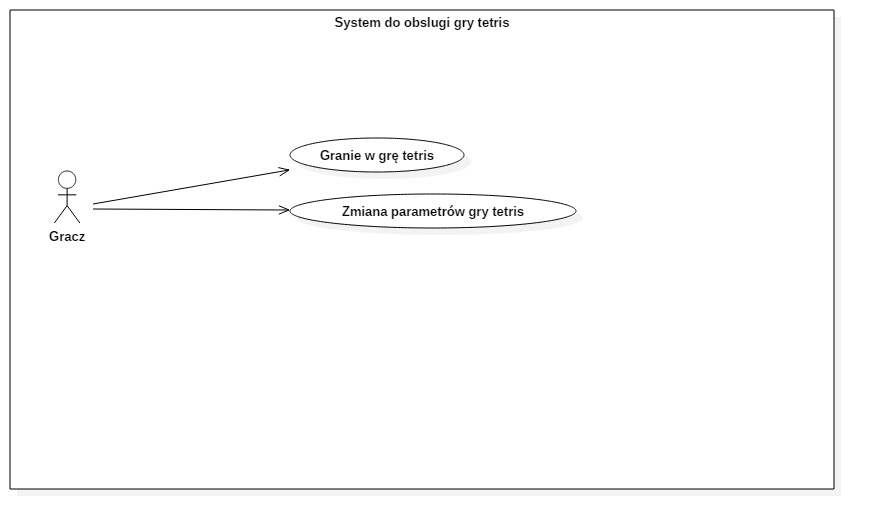 System do obslugi gry tetris
Granie w grę tetris
Zmiana parametrów gry tetris
Gracz